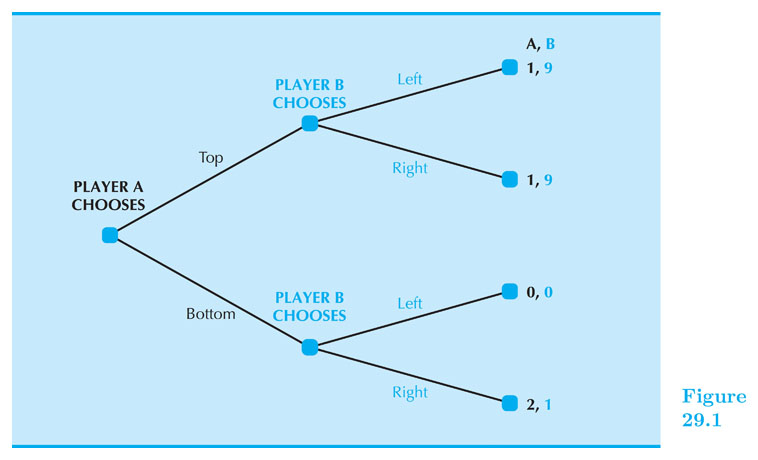 A, B
1, 9
PLAYER B
CHOOSES
Left
Top
Right
1, 9
PLAYER A
CHOOSES
Bottom
PLAYER B
CHOOSES
Left
0, 0
Right
2, 1
Figure
29.1